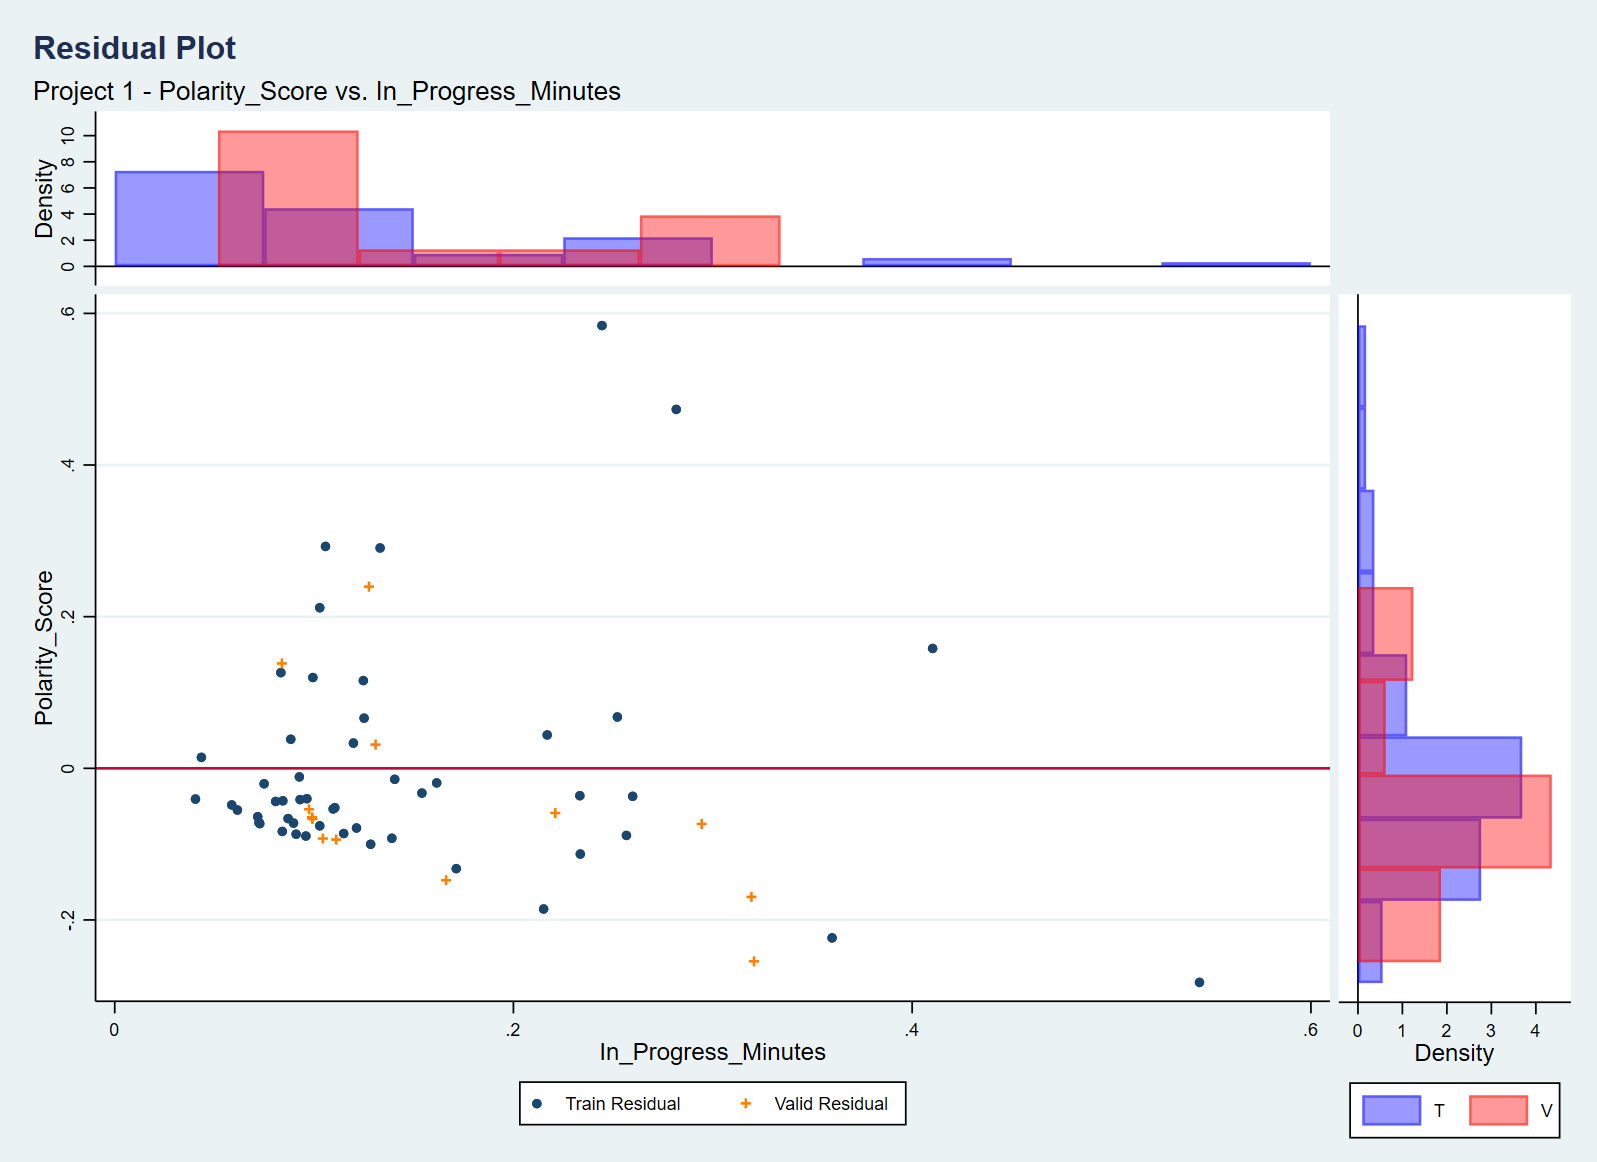 Residual Plot
Project 1 - Polarity_Score vs. In_Progress_Minutes
Density
0 2 4 6 8 10
Polarity_Score
.6
.4
.2
0
-.2
0 .2 .4 .6
In_Progress_Minutes
0 1 2 3 4
Density
Train Residual Valid Residual
T V